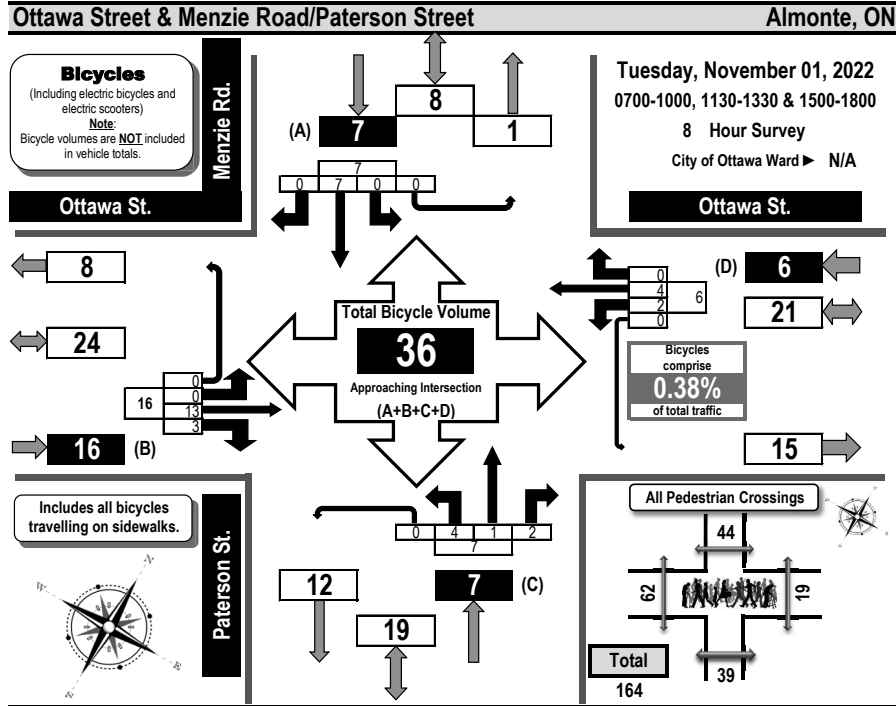 Ottawa Street & Menzie Road/Paterson Street
Almonte, ON
Bicycles
(Including electric bicycles and
electric scooters)
Note:
Bicycle volumes are NOT included
in vehicle totals.
Menzie Rd.
Ottawa St.
(A)
7
8
1
7
0
7
0
0
Tuesday, November 01, 2022
0700-1000, 1130-1330 & 1500-1800
8 Hour Survey
City of Ottawa Ward ► N/A
Ottawa St.
8
24
16
0
0
13
3
16
(B)
Total Bicycle Volume
36
Approaching Intersection
(A+B+C+D)
0
4
2
0
6
(D)
6
21
Bicycles
comprise
0.38%
of total traffic
15
Includes all bicycles
travelling on sidewalks.
Paterson St.
N
W
E
S
0
4
1
2
7
12
7
(C)
19
All Pedestrian Crossings
44
62
19
39
Total
164